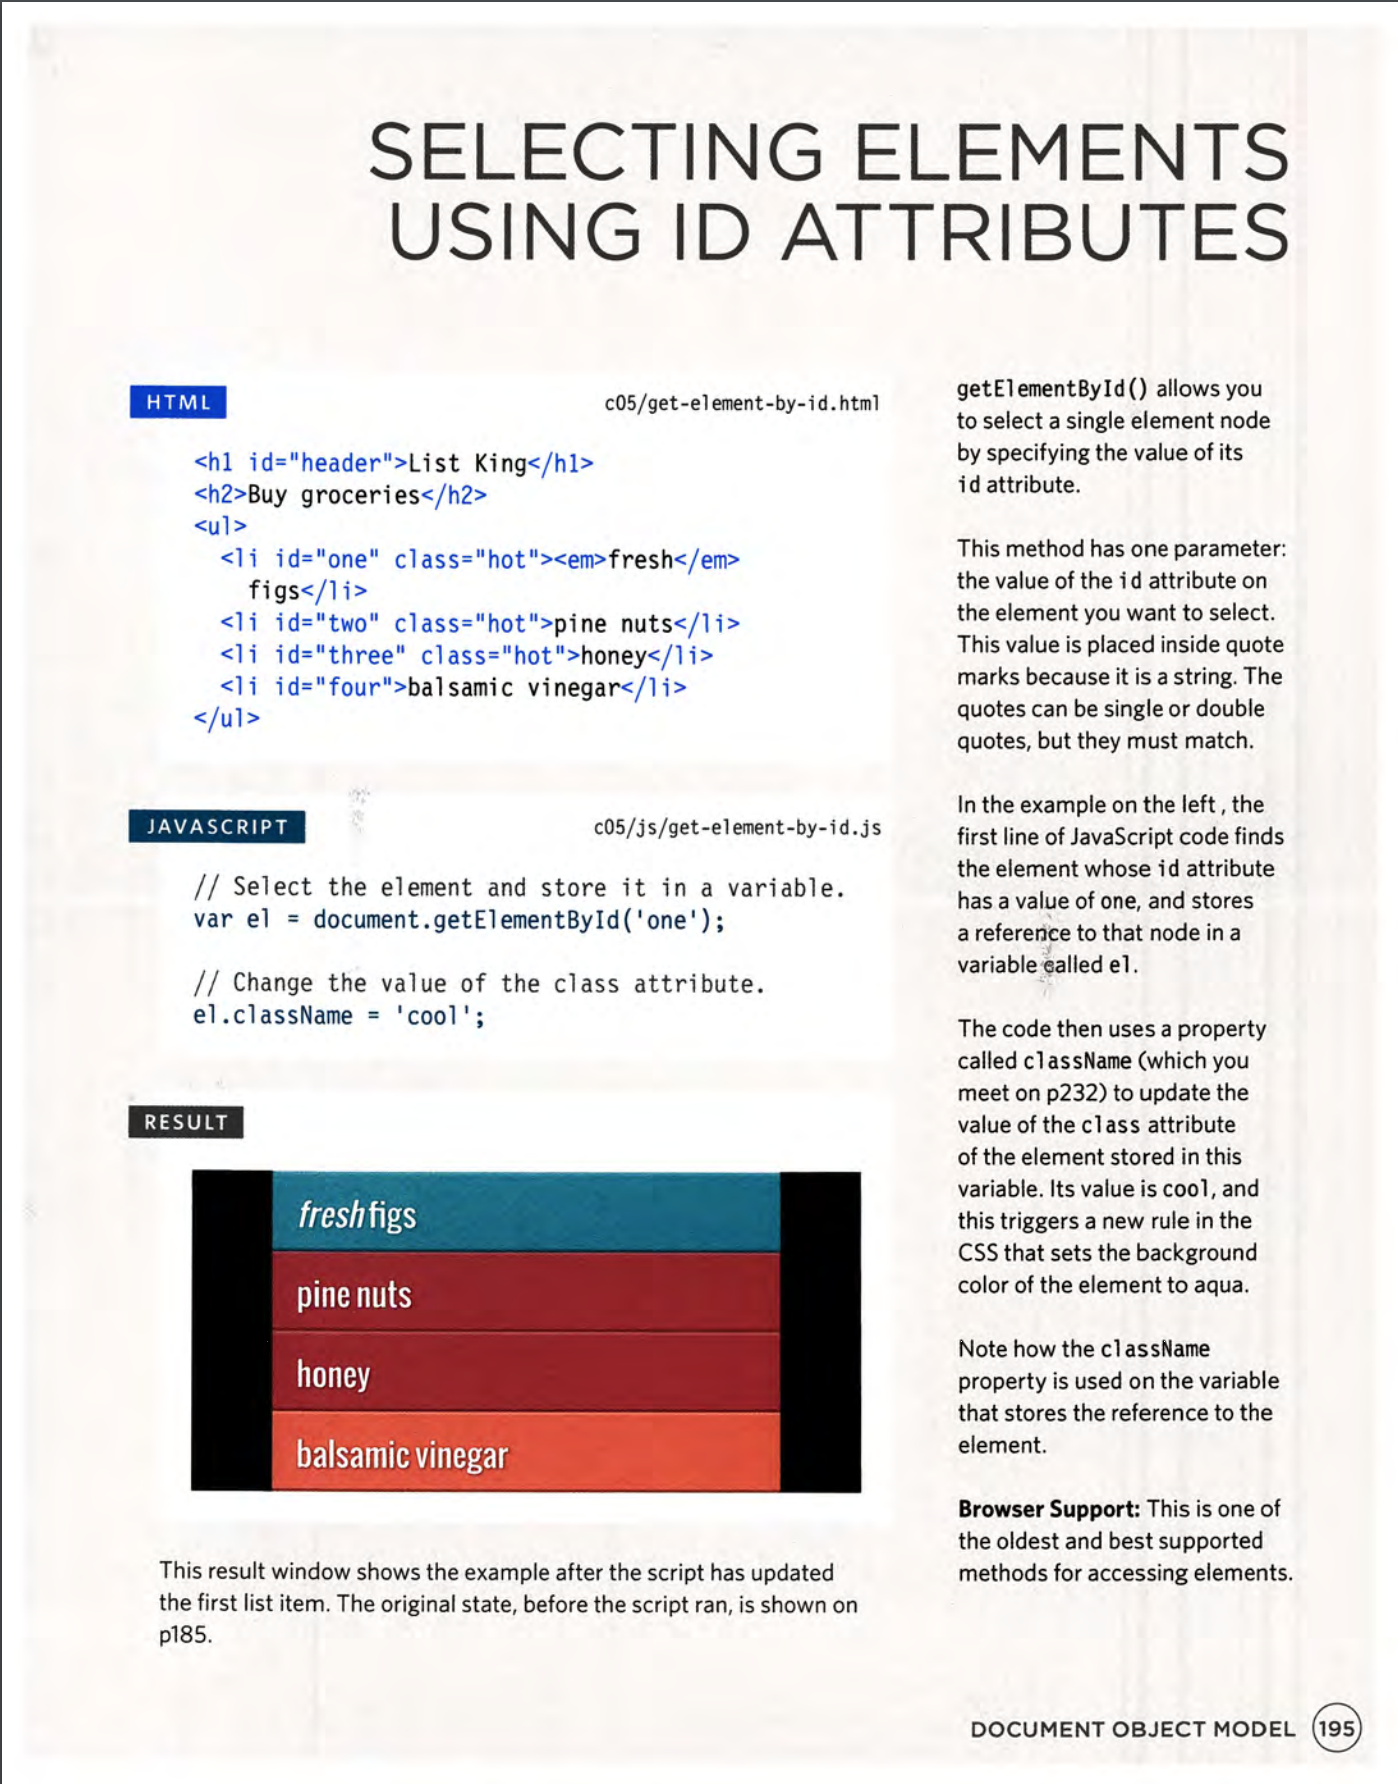 SELECTING ELEMENTS
USING ID ATTRIBUTES
HTML
c05/get-element-by-id.html
<h1 id="header">List King</h1>
<h2>Buy groceries</h2>
<ul>
<li id="one" class="hot"><em>fresh</em>
figs</li>
<li id="two" class="hot">pine nuts</li>
<li id="three" class="hot">honey</li>
<li id="four">balsamic vinegar</li>
</ul>
JAVASCRIPT
c05/js/get-element-by-id.js
// Select the element and store it in a variable.
var el = document.getElementById('one');
// Change the value of the class attribute.
el.className = 'cool';
RESULT
fresh figs
pine nuts
honey
balsamic vinegar
This result window shows the example after the script has updated
the first list item. The original state, before the script ran, is shown on
p185.
getElementById() allows you
to select a single element node
by specifying the value of its
id attribute.
This method has one parameter:
the value of the id attribute on
the element you want to select.
This value is placed inside quote
marks because it is a string. The
quotes can be single or double
quotes, but they must match.
In the example on the left, the
first line of JavaScript code finds
the element whose id attribute
has a value of one, and stores
a reference to that node in a
variable called el.
The code then uses a property
called className (which you
meet on p232) to update the
value of the class attribute
of the element stored in this
variable. Its value is cool, and
this triggers a new rule in the
CSS that sets the background
color of the element to aqua.
Note how the className
property is used on the variable
that stores the reference to the
element.
Browser Support: This is one of
the oldest and best supported
methods for accessing elements.
DOCUMENT OBJECT MODEL 195